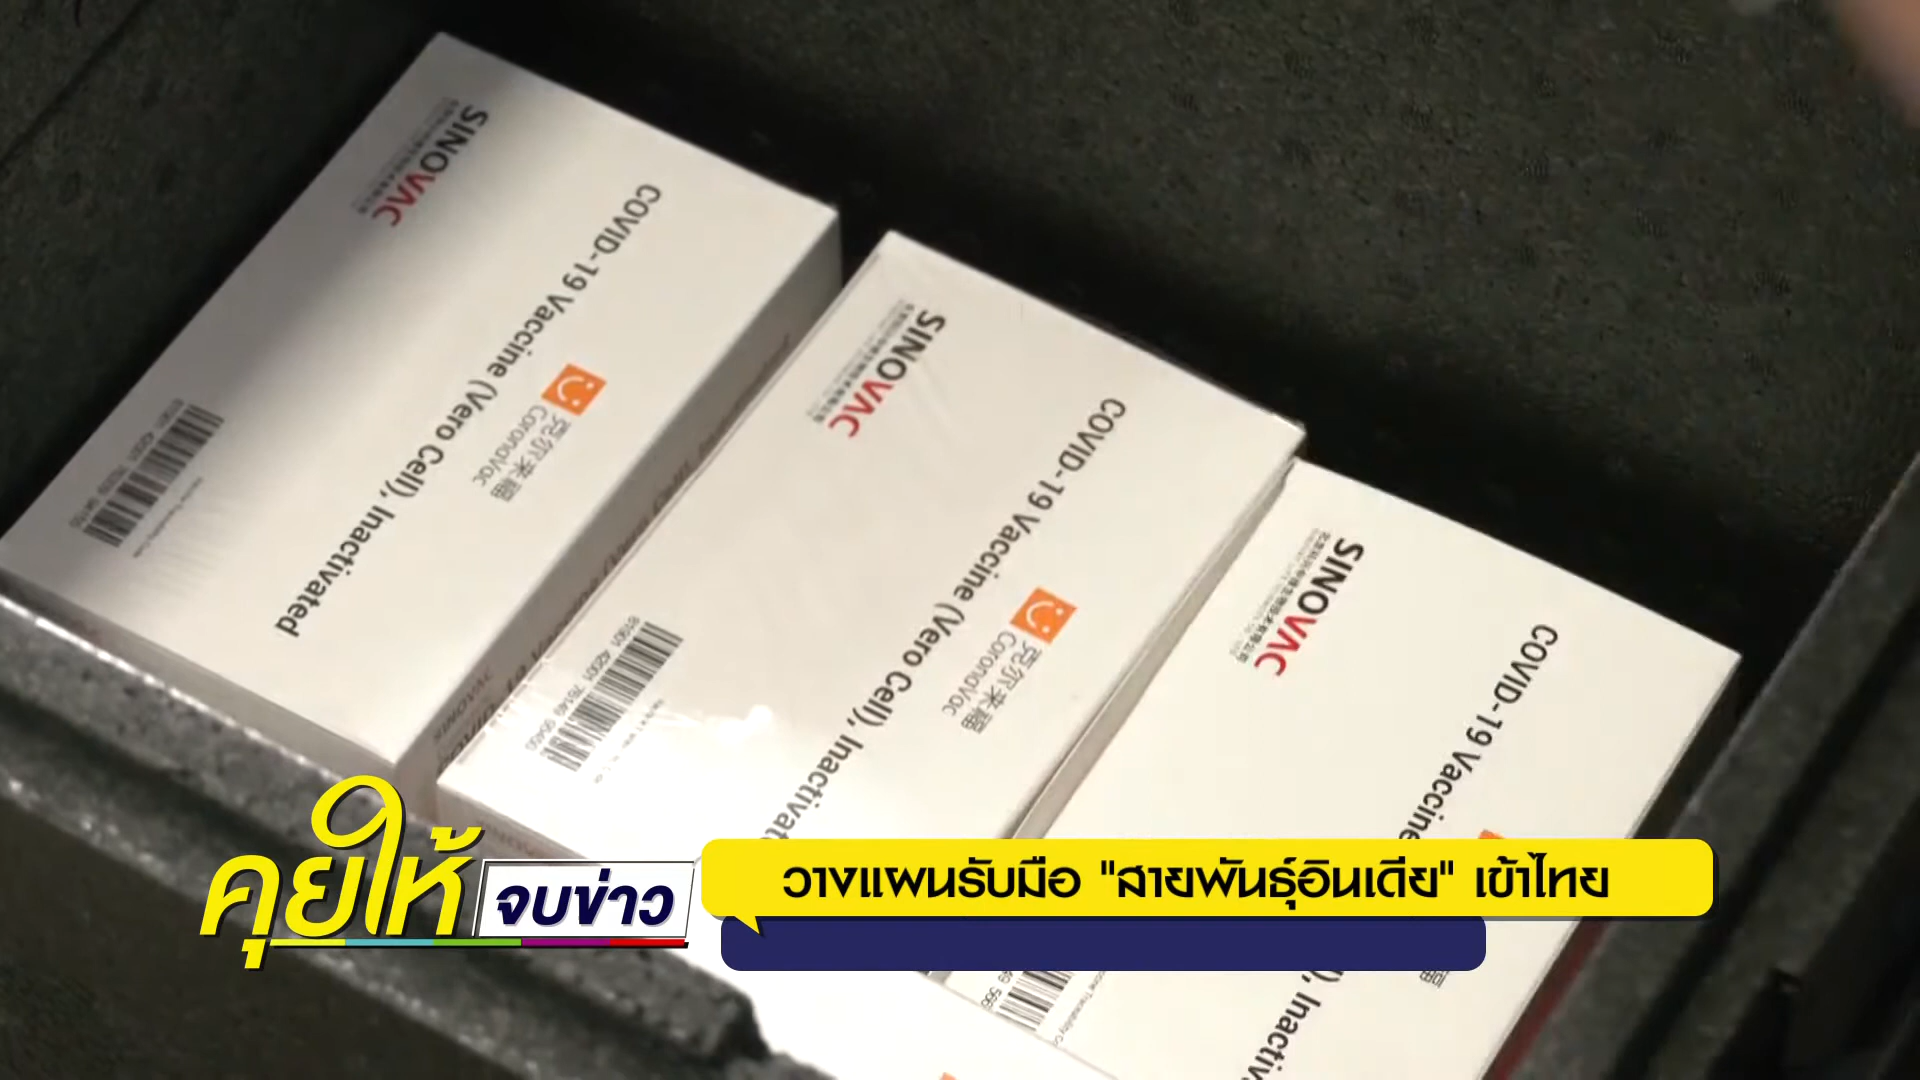 SINOVAC
COVID-19 Vaccine (Vero Cell), Inactivated
克尔来福
CoronaVac
SINOVAC
COVID-19 Vaccine (Vero Cell), Inactivat
克尔来福
CoronaVac
SINOVAC
COVID-19 Vaccine
), Inactiv
福
คุยให้
จบข่าว
วางแผนรับมือ "สายพันธุ์อินเดีย" เข้าไทย